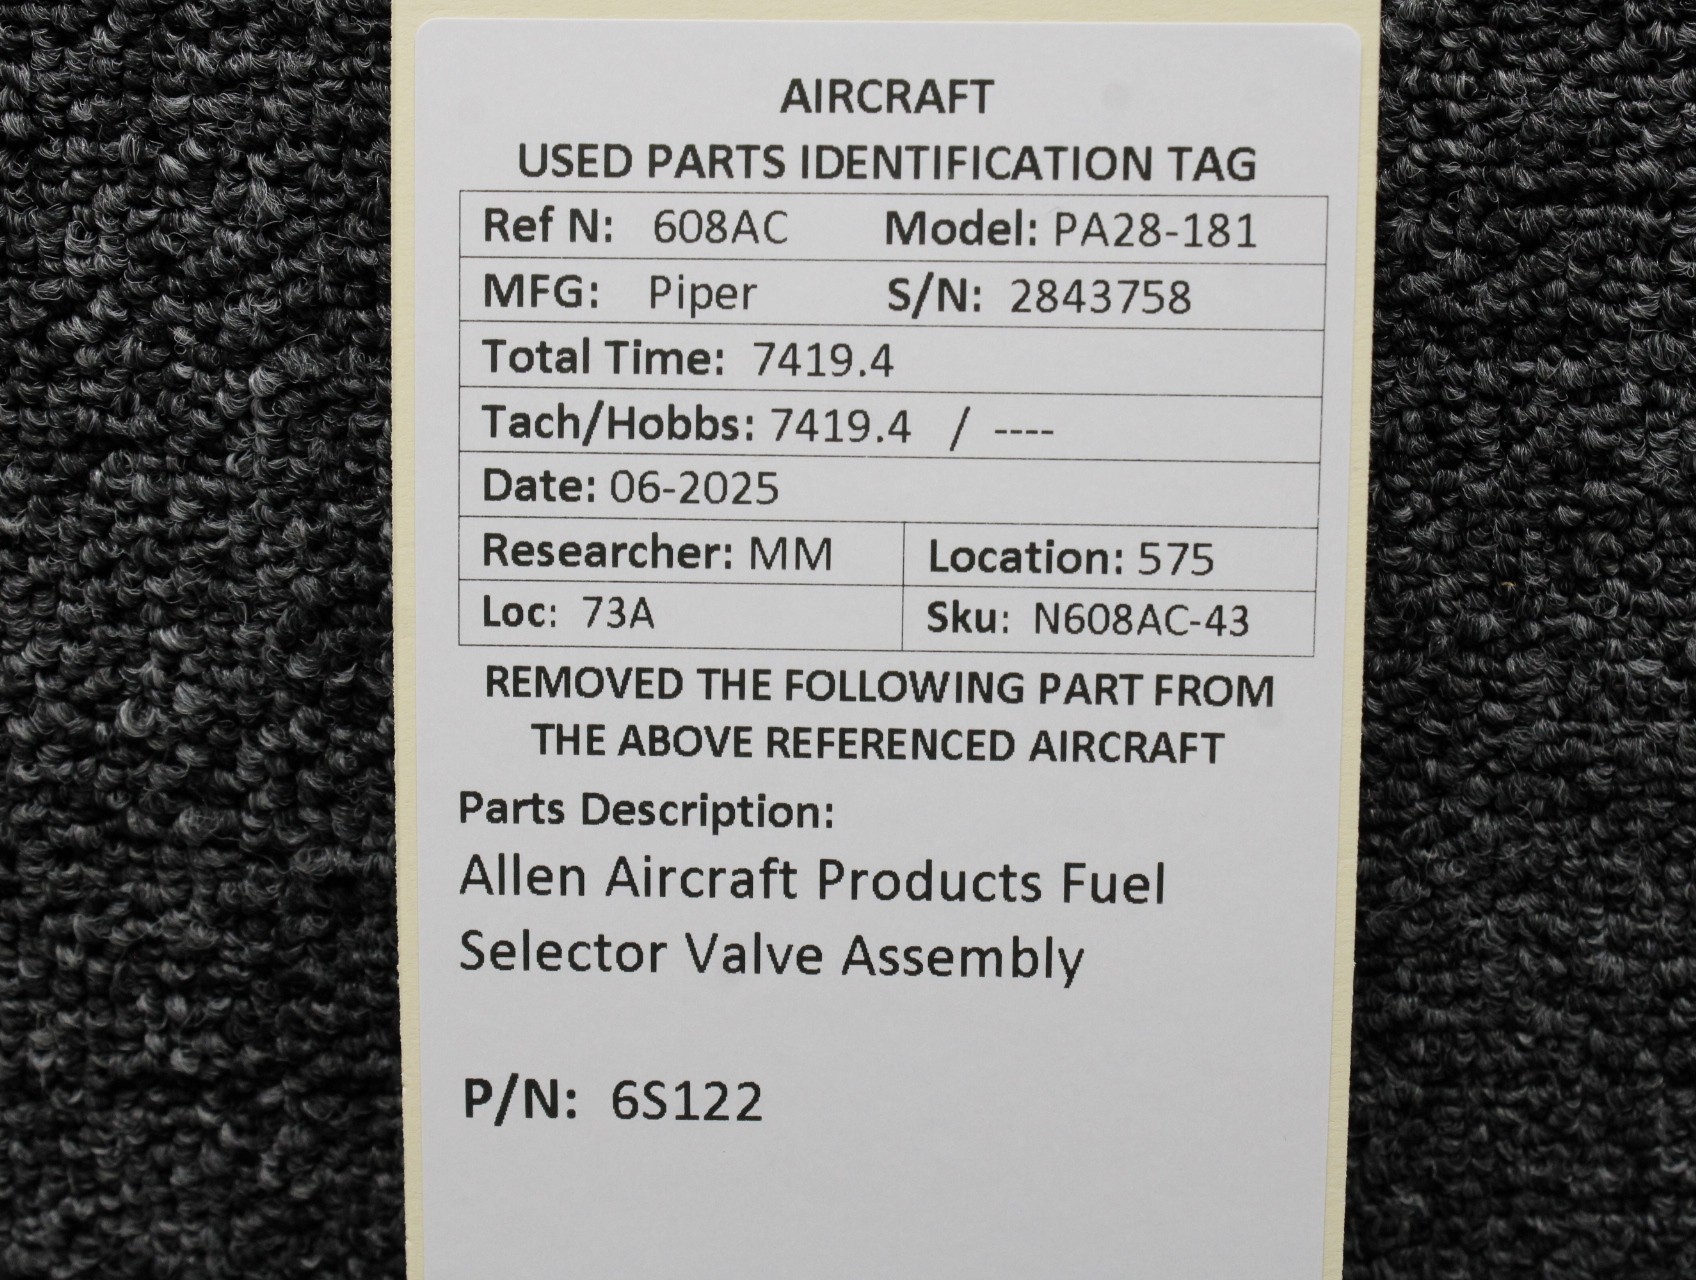 AIRCRAFT
USED PARTS IDENTIFICATION TAG
Ref N: 608AC Model: PA28-181
MFG: Piper S/N: 2843758
Total Time: 7419.4
Tach/Hobbs: 7419.4 / ----
Date: 06-2025
Researcher: MM Location: 575
Loc: 73A Sku: N608AC-43
REMOVED THE FOLLOWING PART FROM
THE ABOVE REFERENCED AIRCRAFT
Parts Description:
Allen Aircraft Products Fuel
Selector Valve Assembly
P/N: 6S122